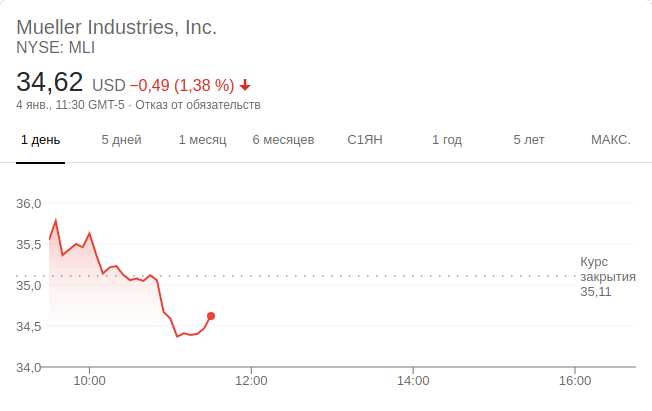 Mueller Industries, Inc.
NYSE: MLI
34,62 USD −0,49 (1,38 %)
4 янв., 11:30 GMT-5 · Отказ от обязательств
1 день 5 дней 1 месяц 6 месяцев С1ЯН 1 год 5 лет МАКС.
36,0
35,5
35,0
34,5
34,0
Курс
закрытия
35,11
10:00 12:00 14:00 16:00